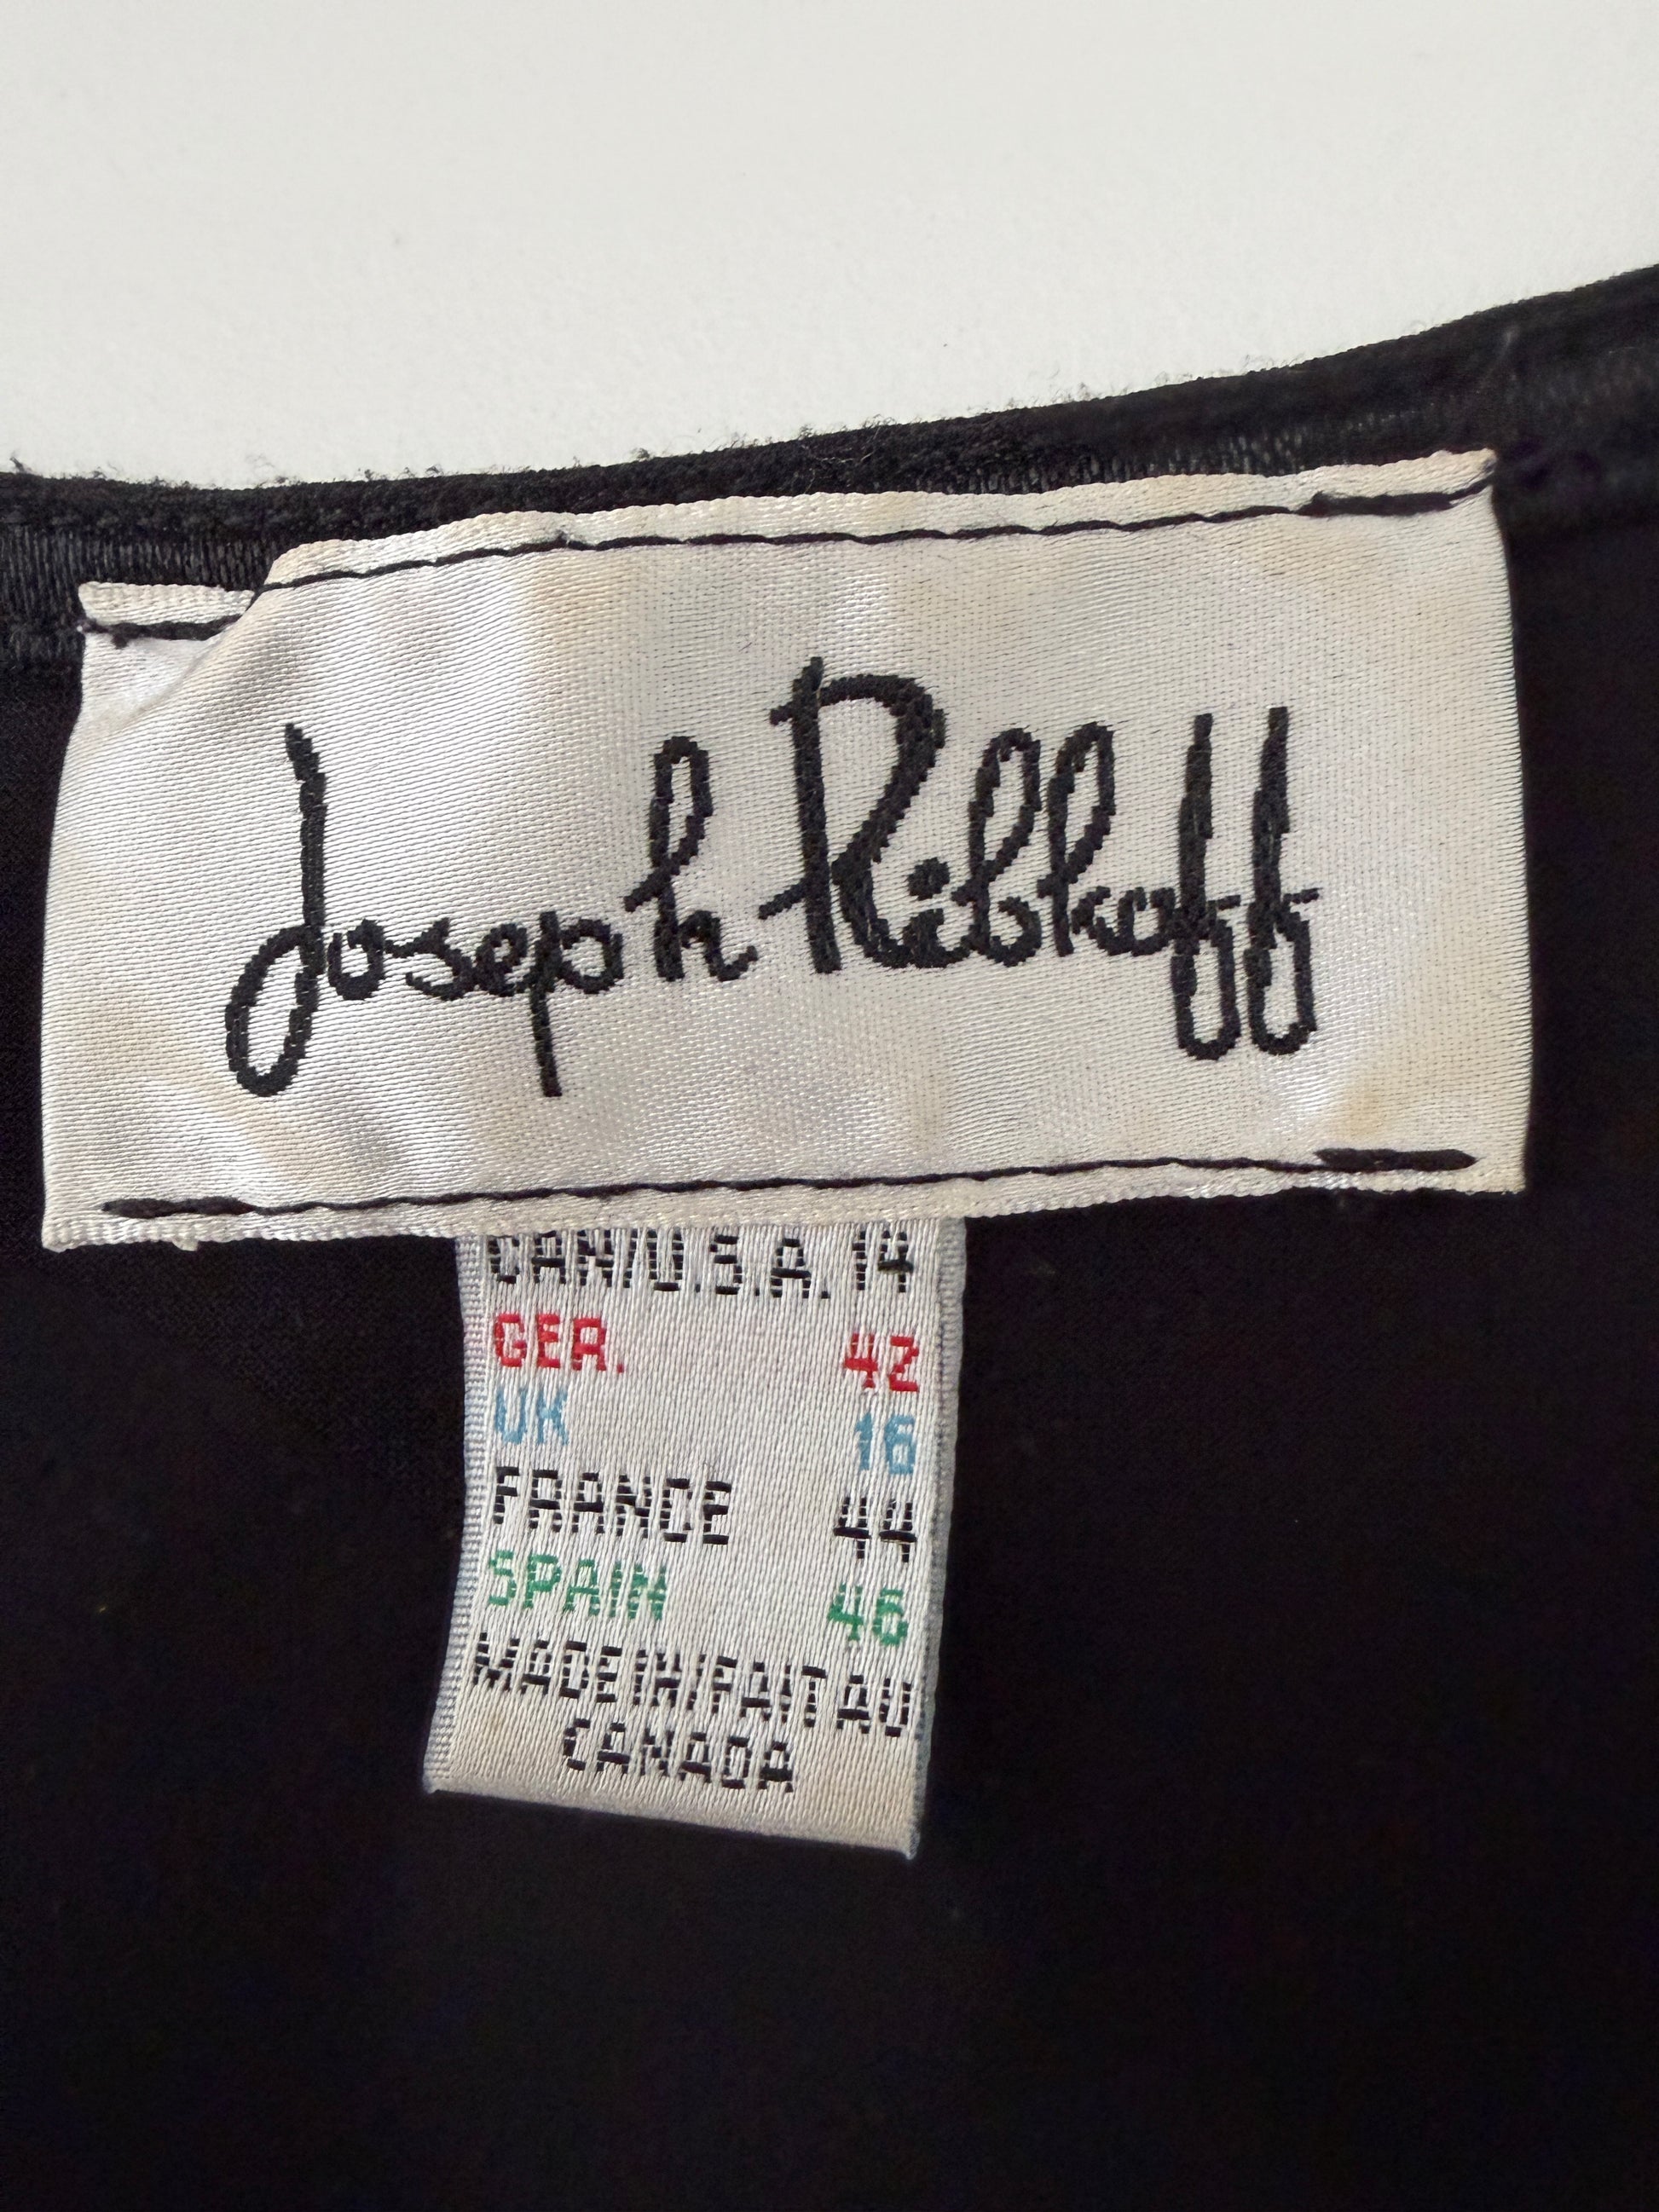 Joseph Ribkoff
CAN/U.S.A. 14
GER. 42
UK 16
FRANCE 44
SPAIN 46
MADE IN/FAIT AU
CANADA